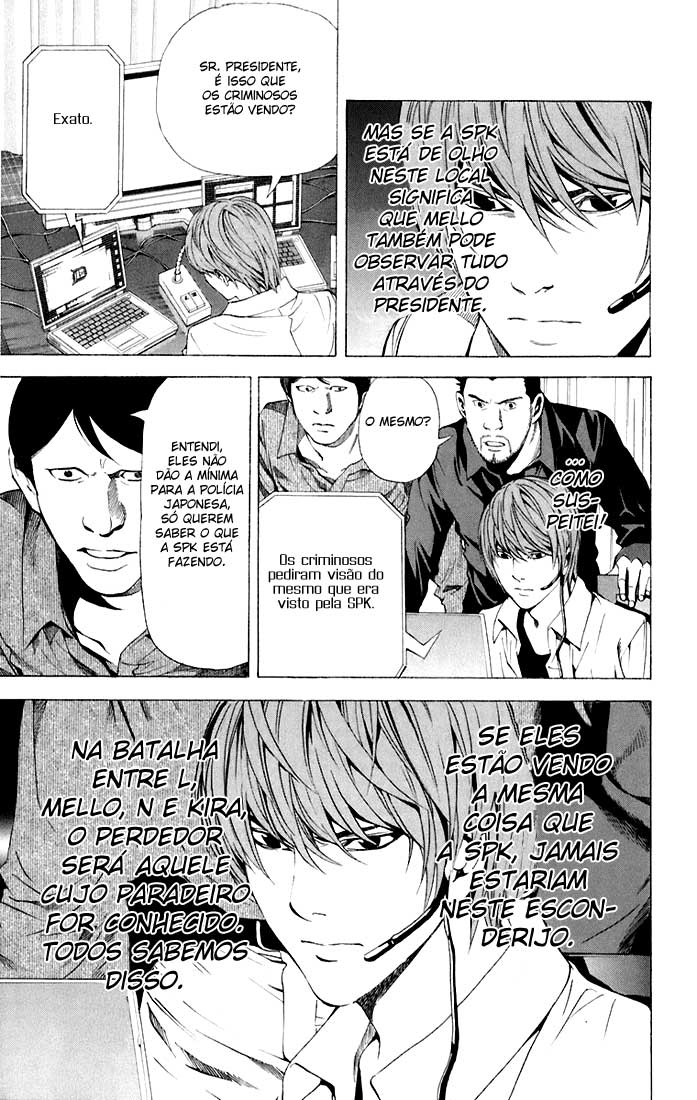 MAS SE A SPK
ESTÁ DE OLHO
NESTE LOCAL
SIGNIFICA
QUE MELLO
TAMBÉM PODE
OBSERVAR TUDO
ATRAVÉS DO
PRESIDENTE.
SR. PRESIDENTE,
É ISSO QUE
OS CRIMINOSOS
ESTÃO VENDO?
Exato.
...
COMO
SUS-
PEITEI!
O MESMO?
Os criminosos
pediram visão do
mesmo que era
visto pela SPK.
ENTENDI,
ELES NÃO
DÃO A MÍNIMA
PARA A POLÍCIA
JAPONESA,
SÓ QUEREM
SABER O QUE
A SPK ESTÁ
FAZENDO.
SE ELES
ESTÃO VENDO
A MESMA
COISA QUE
A SPK, JAMAIS
ESTARIAM
NESTE ESCON-
DERIJO.
NA BATALHA
ENTRE L,
MELLO, N E KIRA,
O PERDEDOR
SERÁ AQUELE
CUJO PARADEIRO
FOR CONHECIDO.
TODOS SABEMOS
DISSO.